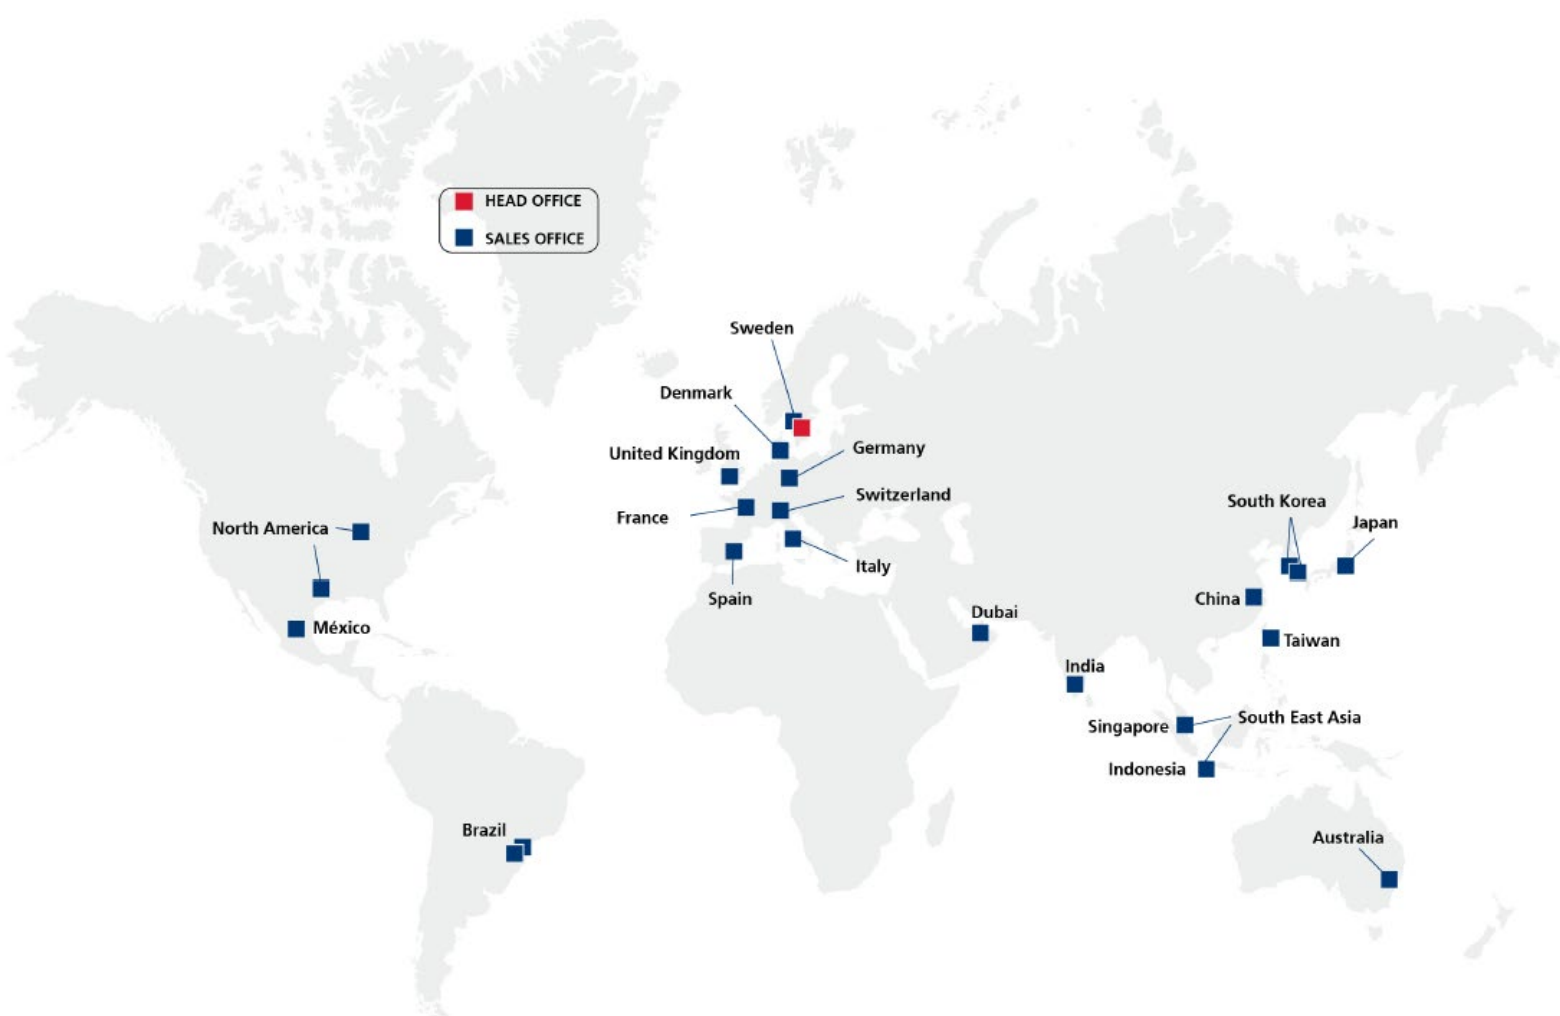 HEAD OFFICE
SALES OFFICE
Sweden
Denmark
United Kingdom
Germany
Switzerland
France
Italy
Spain
North America
México
Brazil
Dubai
India
South Korea
Japan
China
Taiwan
Singapore
South East Asia
Indonesia
Australia